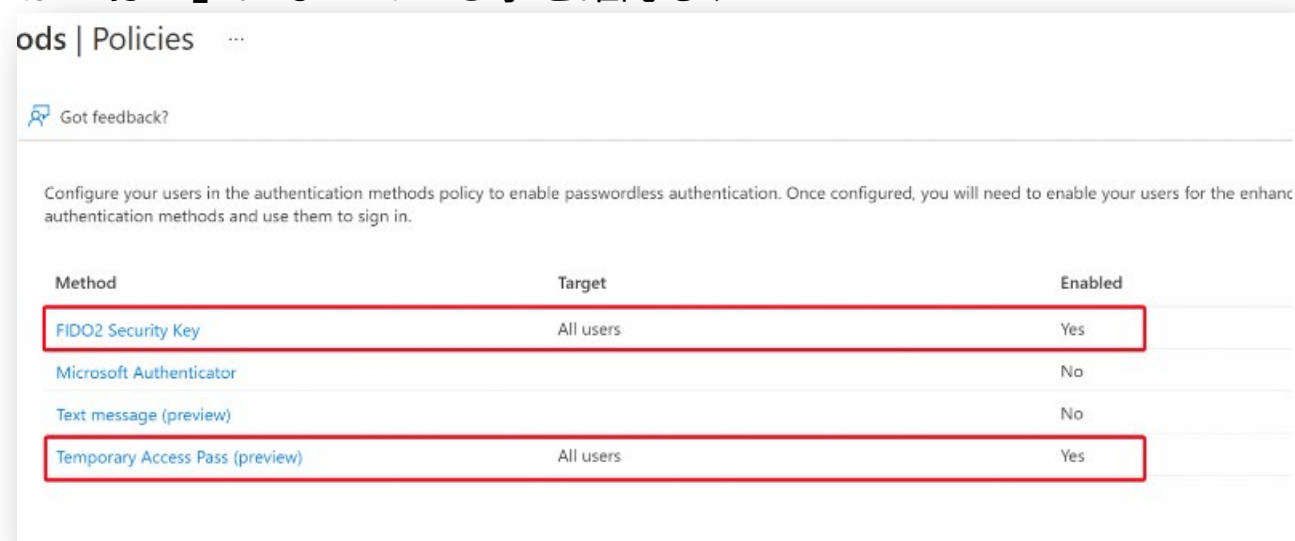 ods | Policies ...
Got feedback?
Configure your users in the authentication methods policy to enable passwordless authentication. Once configured, you will need to enable your users for the enhanc
authentication methods and use them to sign in.
Method Target Enabled
FIDO2 Security Key All users Yes
Microsoft Authenticator No
Text message (preview) No
Temporary Access Pass (preview) All users Yes